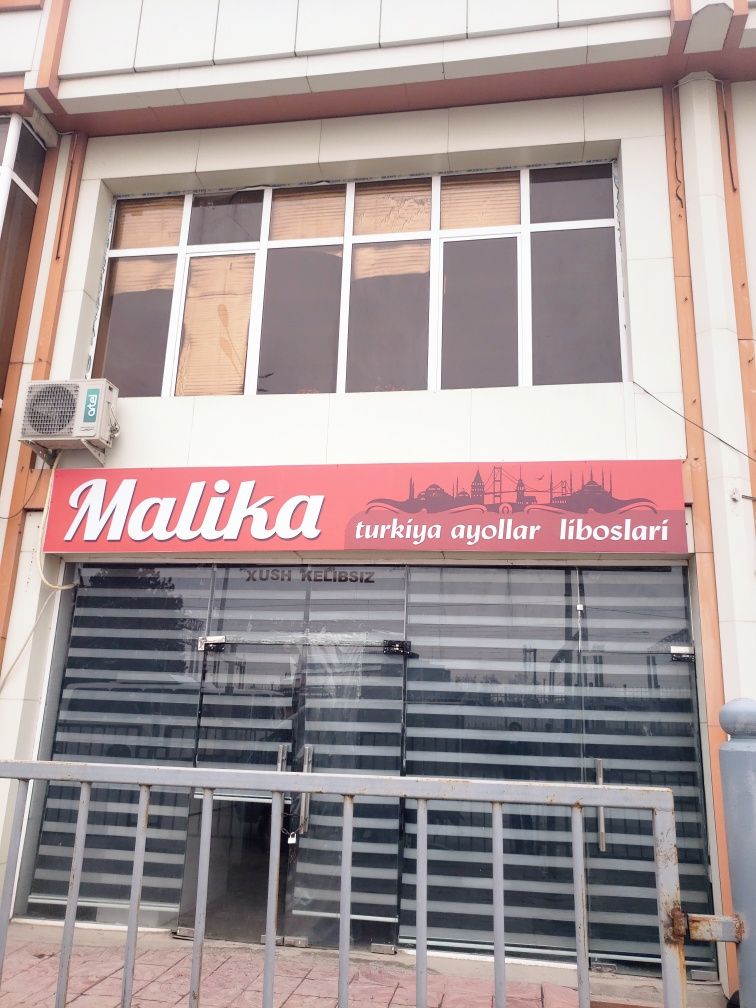 artel
Malika
turkiya ayollar liboslari
XUSH KELIBSIZ